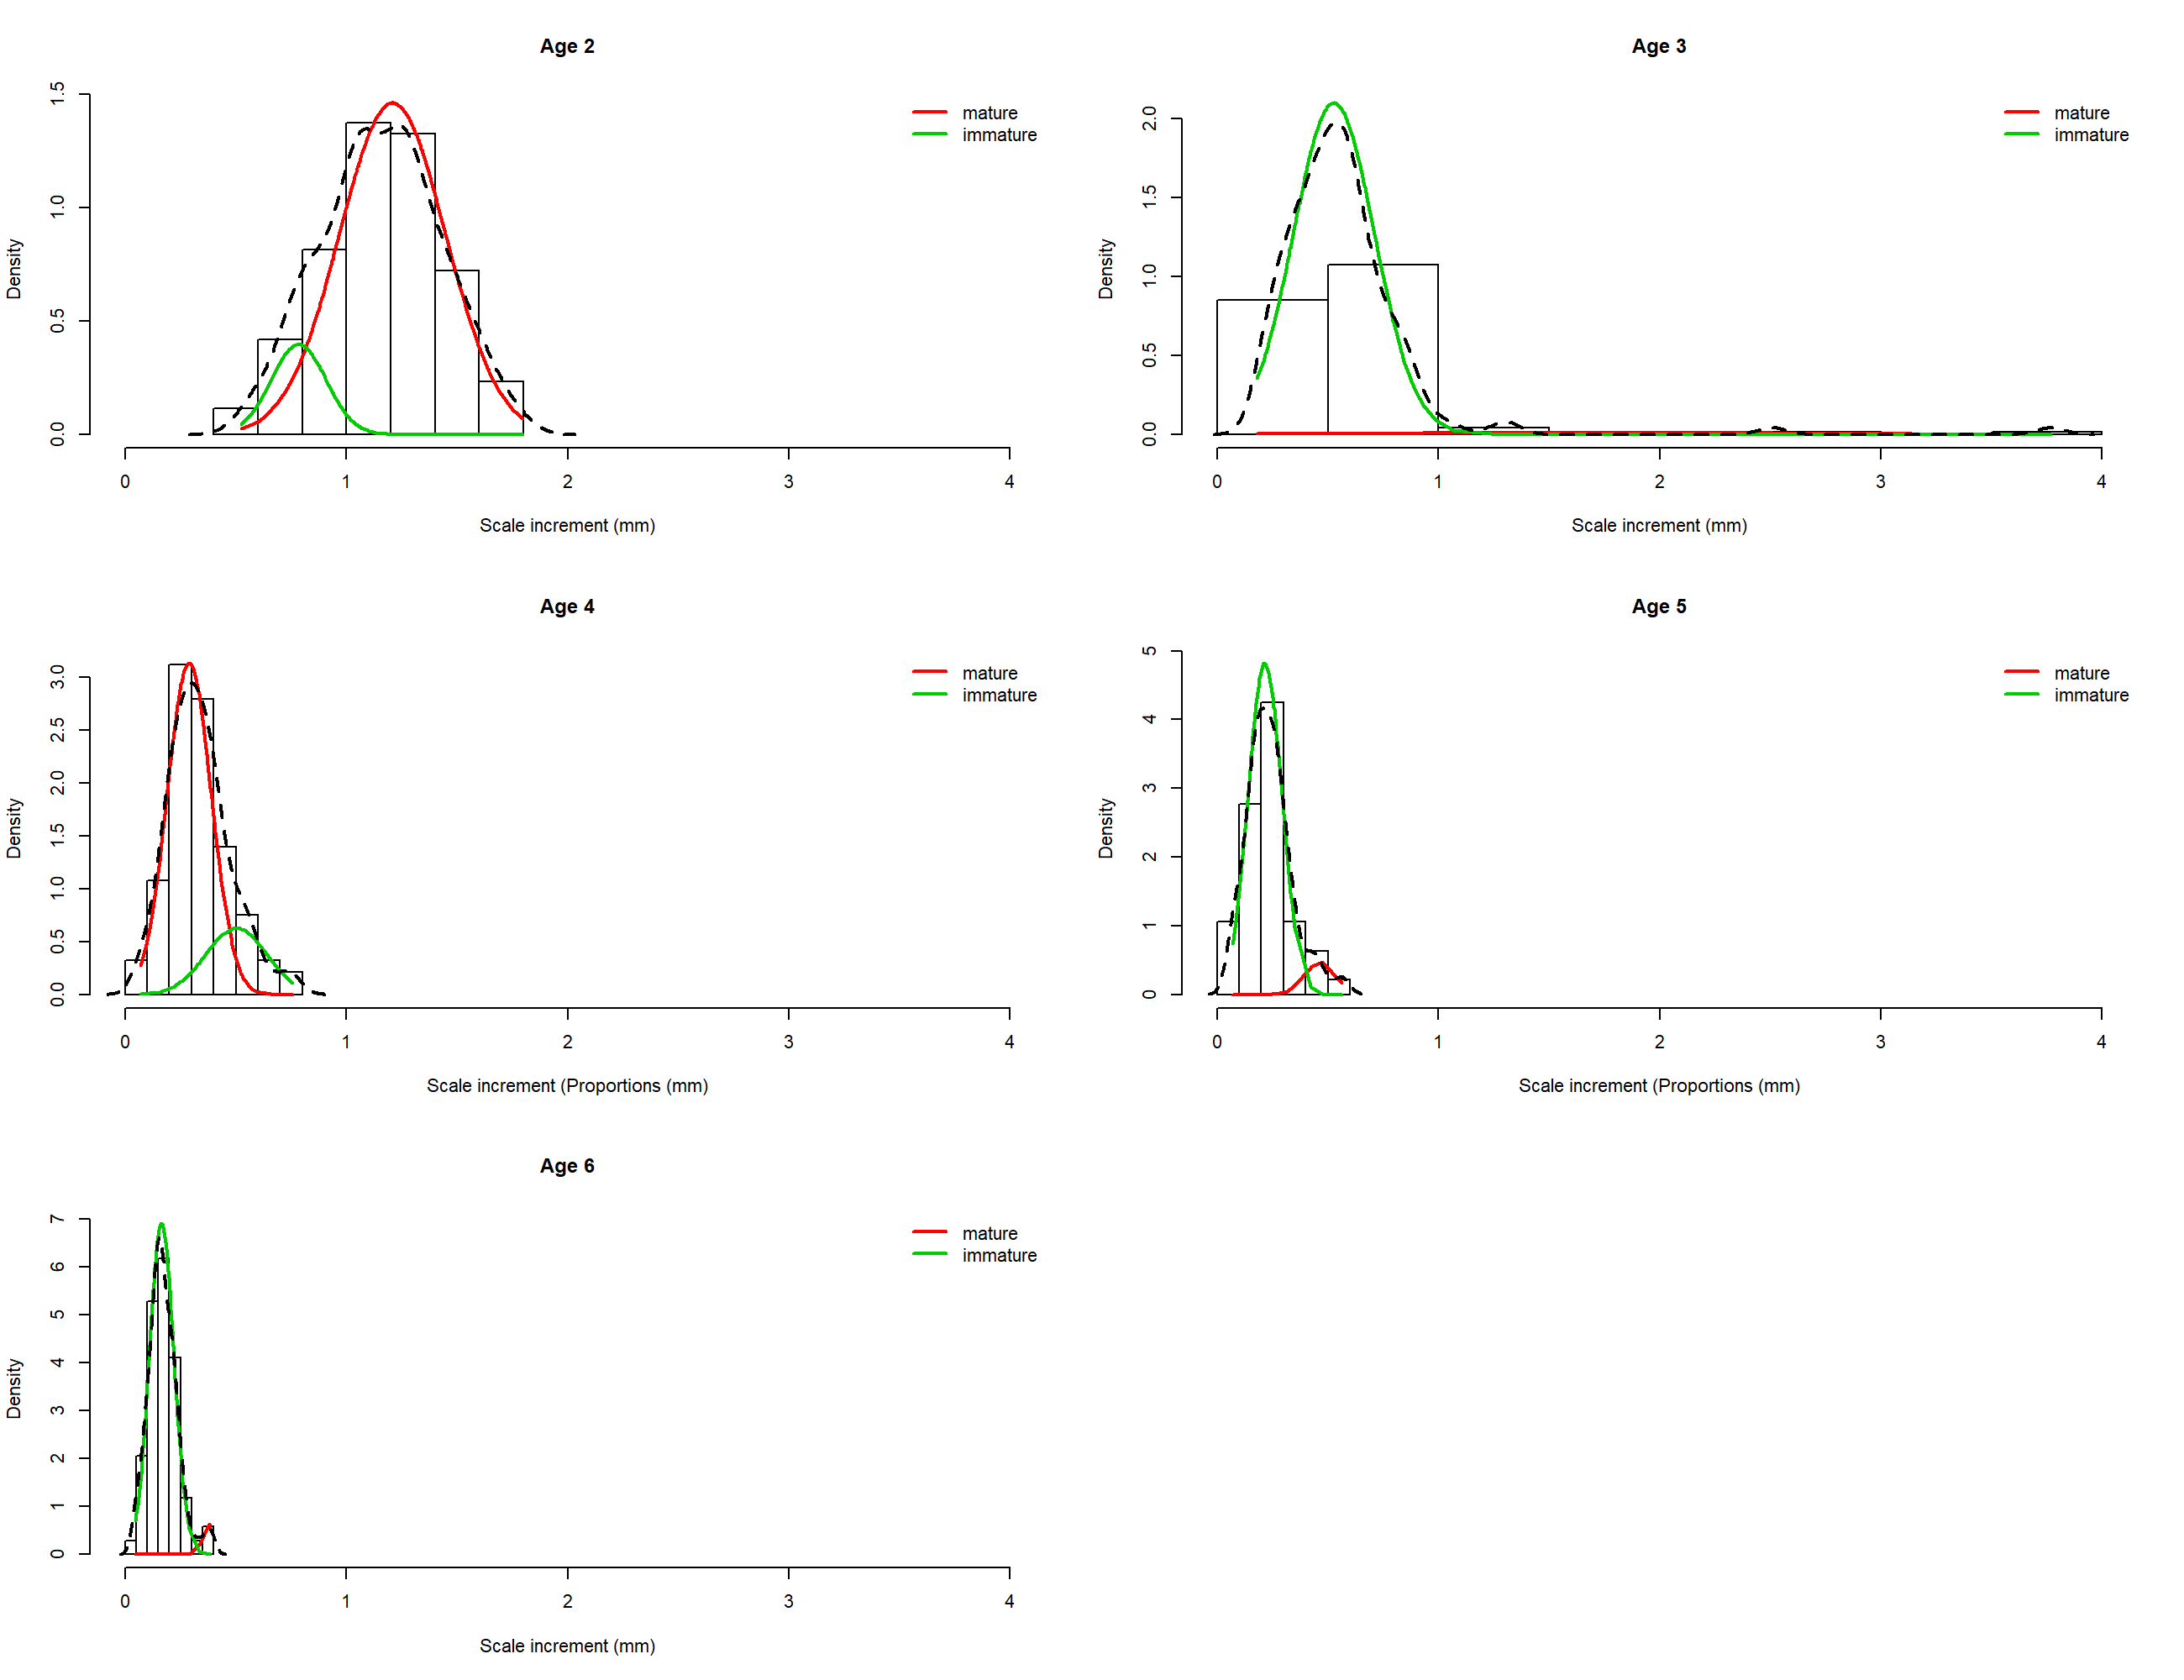 Age 2
mature
immature
Density
0.0 0.5 1.0 1.5
0 1 2 3 4
Scale increment (mm)
Age 3
mature
immature
Density
0.0 0.5 1.0 1.5 2.0
0 1 2 3 4
Scale increment (mm)
Age 4
mature
immature
Density
0.0 0.5 1.0 1.5 2.0 2.5 3.0
0 1 2 3 4
Scale increment (Proportions (mm)
Age 5
mature
immature
Density
0 1 2 3 4 5
0 1 2 3 4
Scale increment (Proportions (mm)
Age 6
mature
immature
Density
0 1 2 3 4 5 6 7
0 1 2 3 4
Scale increment (mm)